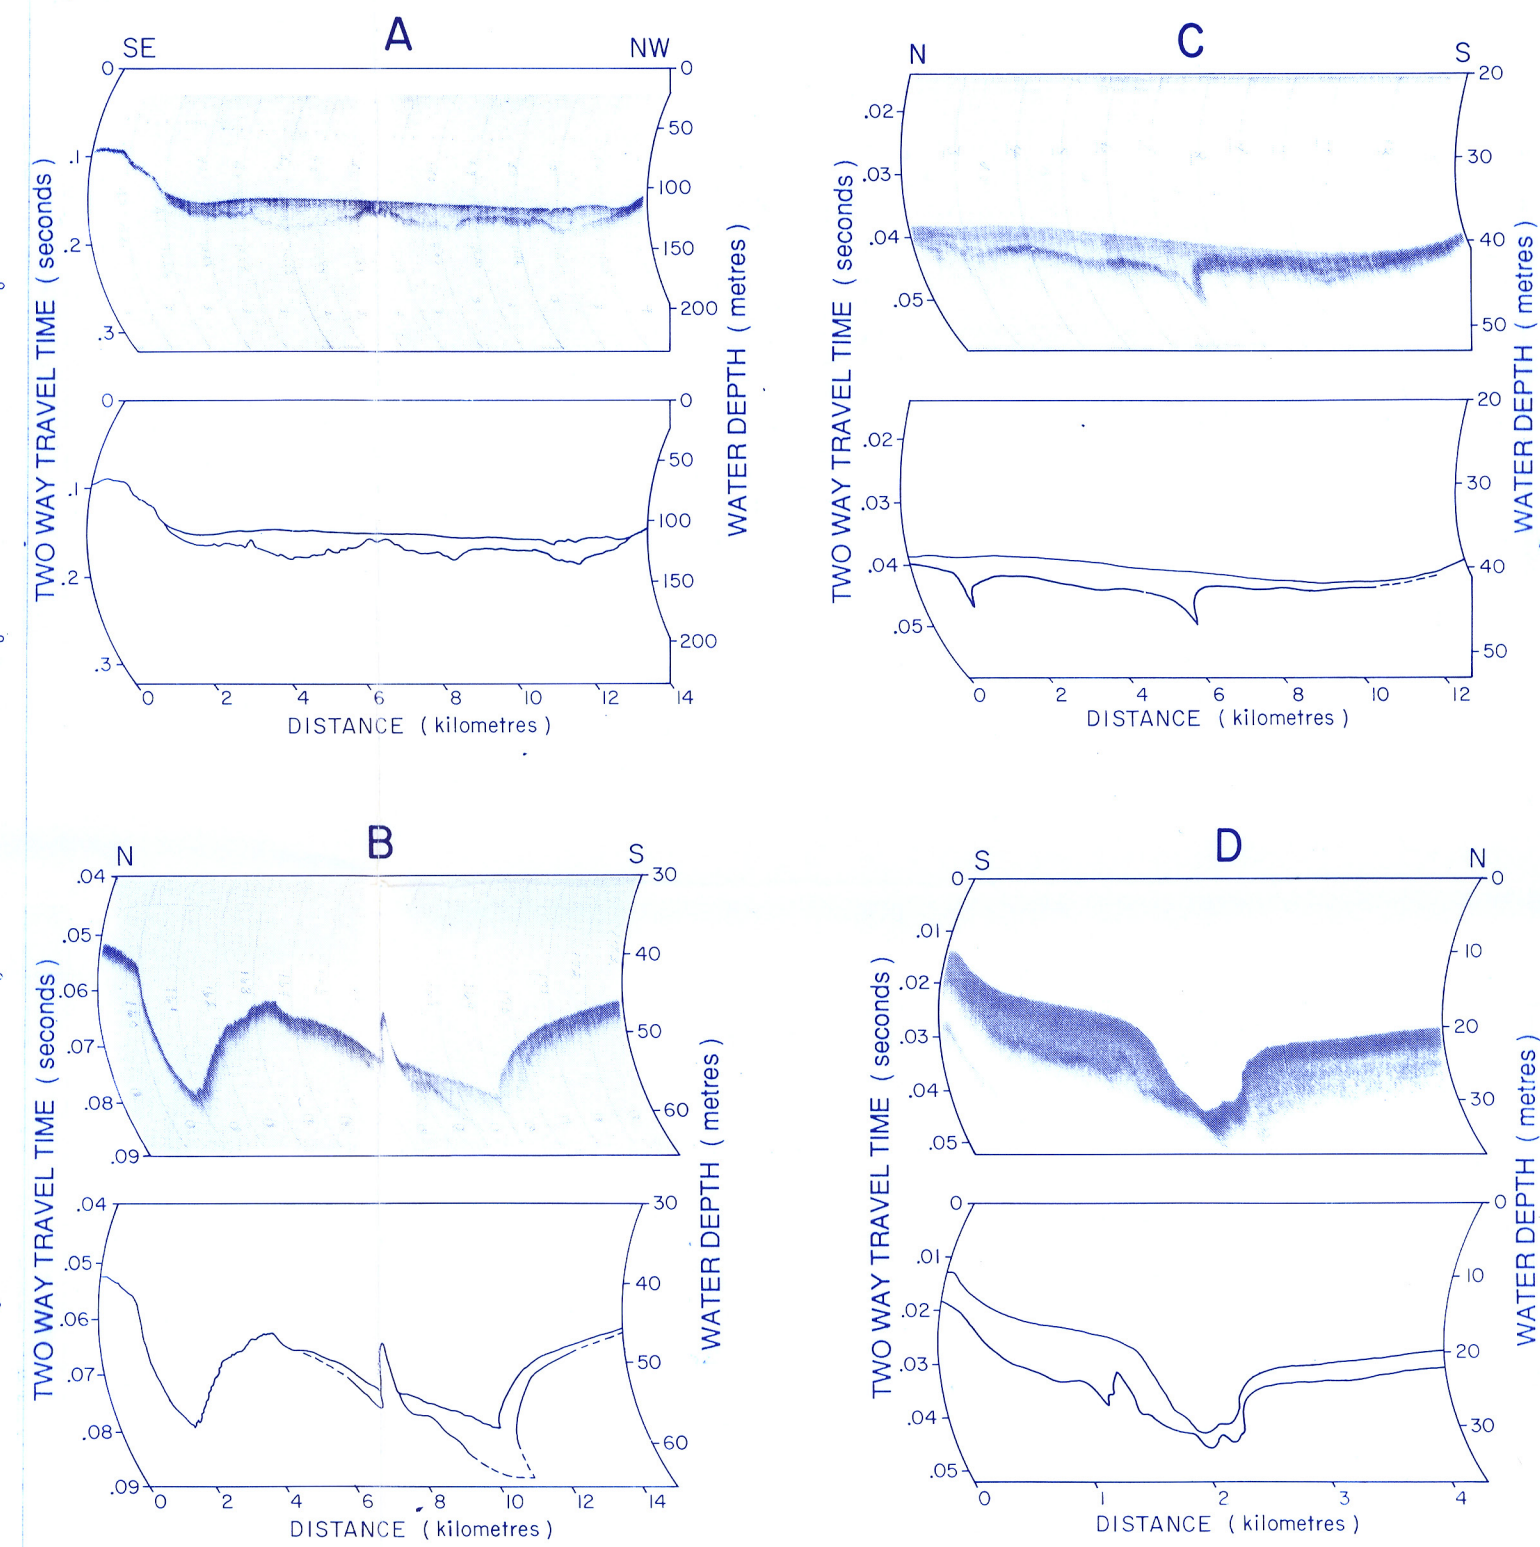 A
SE
NW
0
.1
.2
.3
0
50
100
150
200
0
.1
.2
.3
0
50
100
150
200
TWO WAY TRAVEL TIME ( seconds )
WATER DEPTH ( metres )
0 2 4 6 8 10 12 14
DISTANCE ( kilometres )
C
N
S
.02
.03
.04
.05
20
30
40
50
.02
.03
.04
.05
20
30
40
50
TWO WAY TRAVEL TIME ( seconds )
WATER DEPTH ( metres )
0 2 4 6 8 10 12
DISTANCE ( kilometres )
B
N
S
.04
.05
.06
.07
.08
.09
30
40
50
60
.04
.05
.06
.07
.08
.09
30
40
50
60
TWO WAY TRAVEL TIME ( seconds )
WATER DEPTH ( metres )
0 2 4 6 8 10 12 14
DISTANCE ( kilometres )
D
S
N
0
.01
.02
.03
.04
.05
0
10
20
30
0
.01
.02
.03
.04
.05
0
10
20
30
TWO WAY TRAVEL TIME ( seconds )
WATER DEPTH ( metres )
0 1 2 3 4
DISTANCE ( kilometres )